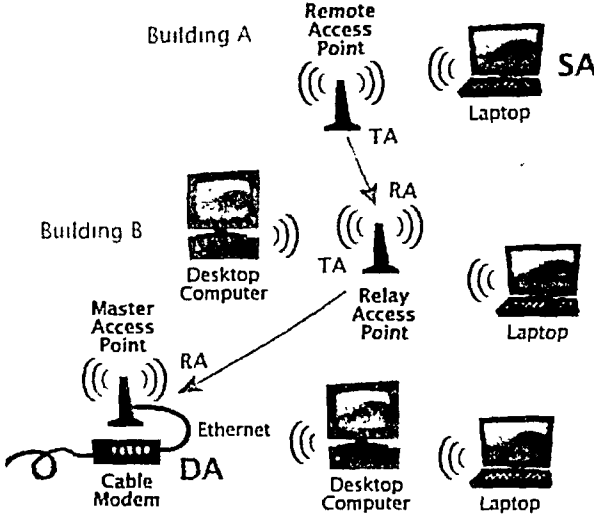 Building A
Remote
Access
Point
SA
Laptop
TA
RA
Building B
TA
Desktop
Computer
Relay
Access
Point
Laptop
Master
Access
Point
RA
Ethernet
DA
Cable
Modem
Desktop
Computer
Laptop